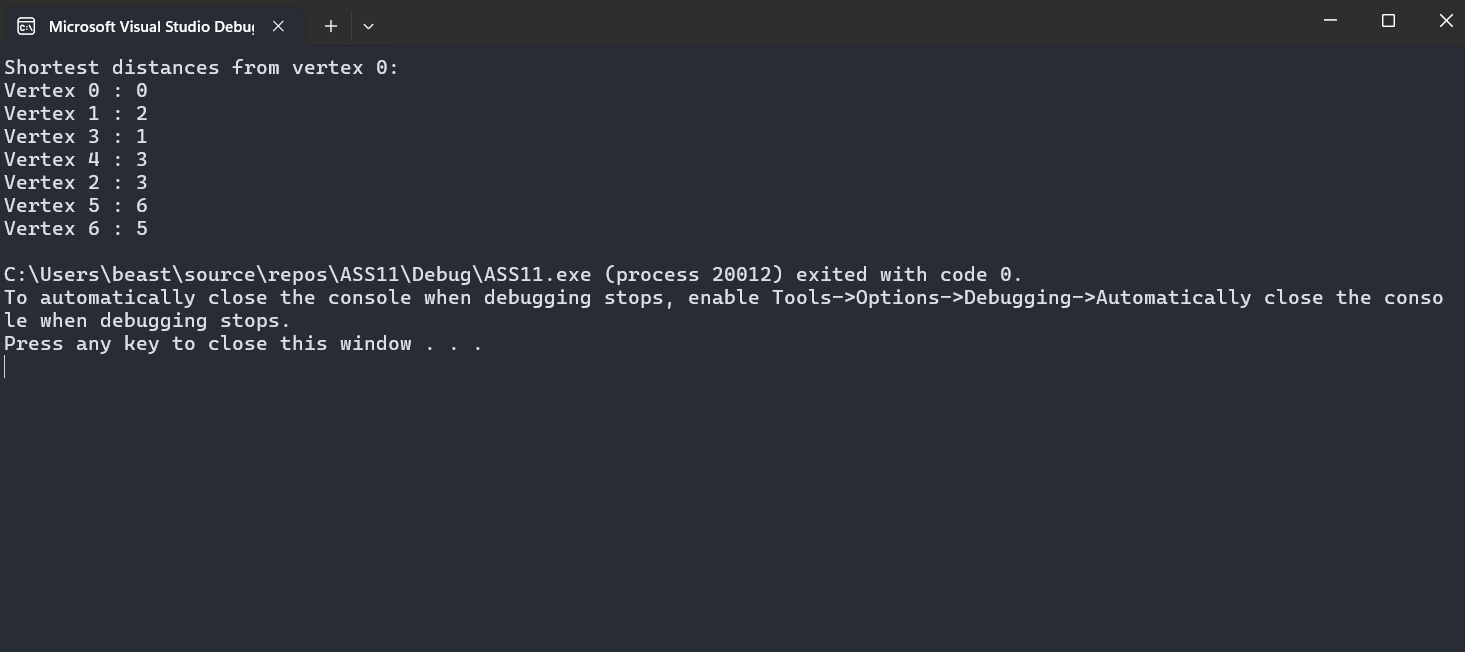 Microsoft Visual Studio Debu
Shortest distances from vertex 0:
Vertex 0 : 0
Vertex 1 : 2
Vertex 3 : 1
Vertex 4 : 3
Vertex 2 : 3
Vertex 5 : 6
Vertex 6 : 5
C:\Users\beast\source\repos\ASS11\Debug\ASS11.exe (process 20012) exited with code 0.
To automatically close the console when debugging stops, enable Tools->Options->Debugging->Automatically close the conso
le when debugging stops.
Press any key to close this window . . .